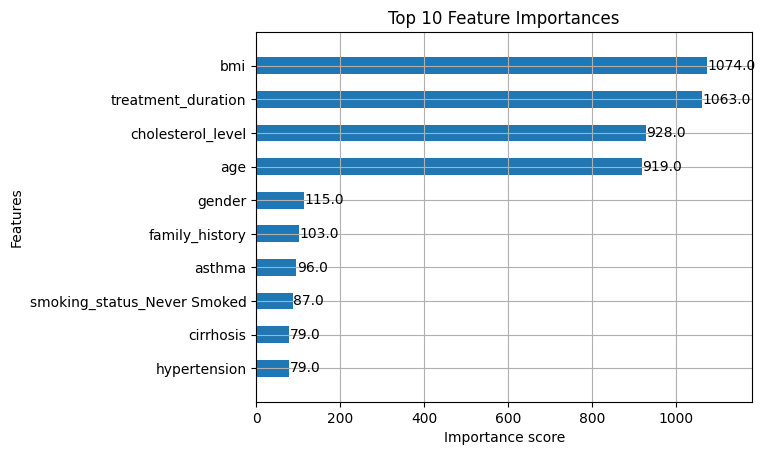 Top 10 Feature Importances
Features
bmi 1074.0
treatment_duration 1063.0
cholesterol_level 928.0
age 919.0
gender 115.0
family_history 103.0
asthma 96.0
smoking_status_Never Smoked 87.0
cirrhosis 79.0
hypertension 79.0
0 200 400 600 800 1000
Importance score